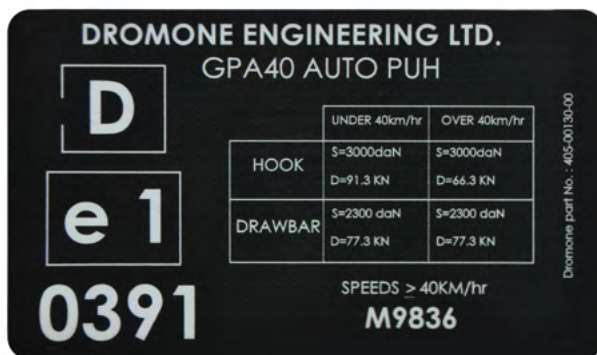 DROMONE ENGINEERING LTD.
GPA40 AUTO PUH
D
e 1
0391
UNDER 40km/hr OVER 40km/hr
HOOK
S=3000daN S=3000daN
D=91.3 KN D=66.3 KN
DRAWBAR
S=2300 daN S=2300 daN
D=77.3 KN D=77.3 KN
SPEEDS ≥ 40KM/hr
M9836
Dromone part No. : 405-00130-00